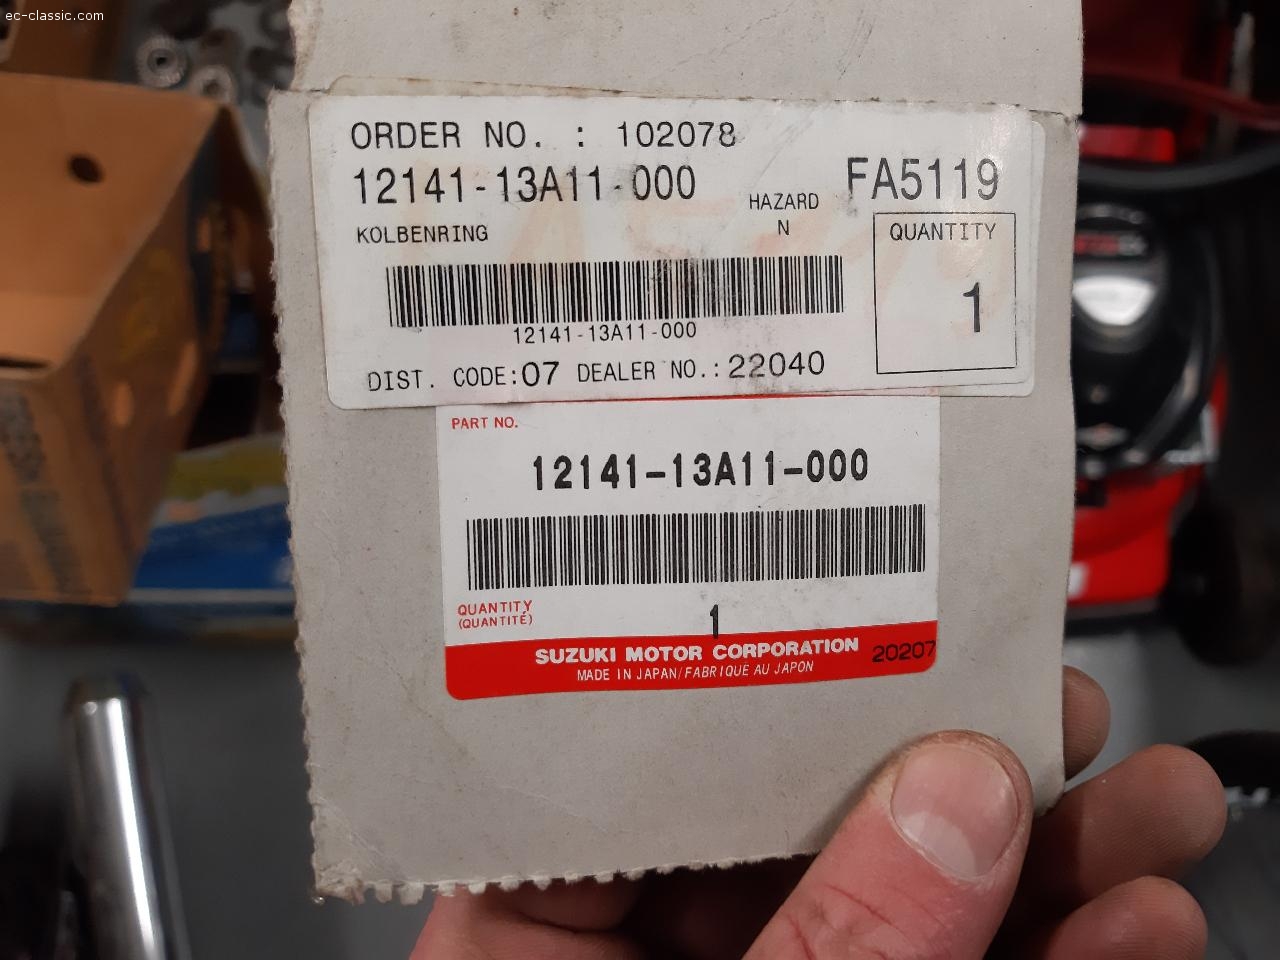 ec-classic.com
ORDER NO. : 102078
12141-13A11-000
FA5119
HAZARD
N
KOLBENRING
QUANTITY
1
12141-13A11-000
DIST. CODE:07 DEALER NO.:22040
PART NO.
12141-13A11-000
QUANTITY
(QUANTITÉ)
1
SUZUKI MOTOR CORPORATION
20207
MADE IN JAPAN/FABRIQUÉ AU JAPON